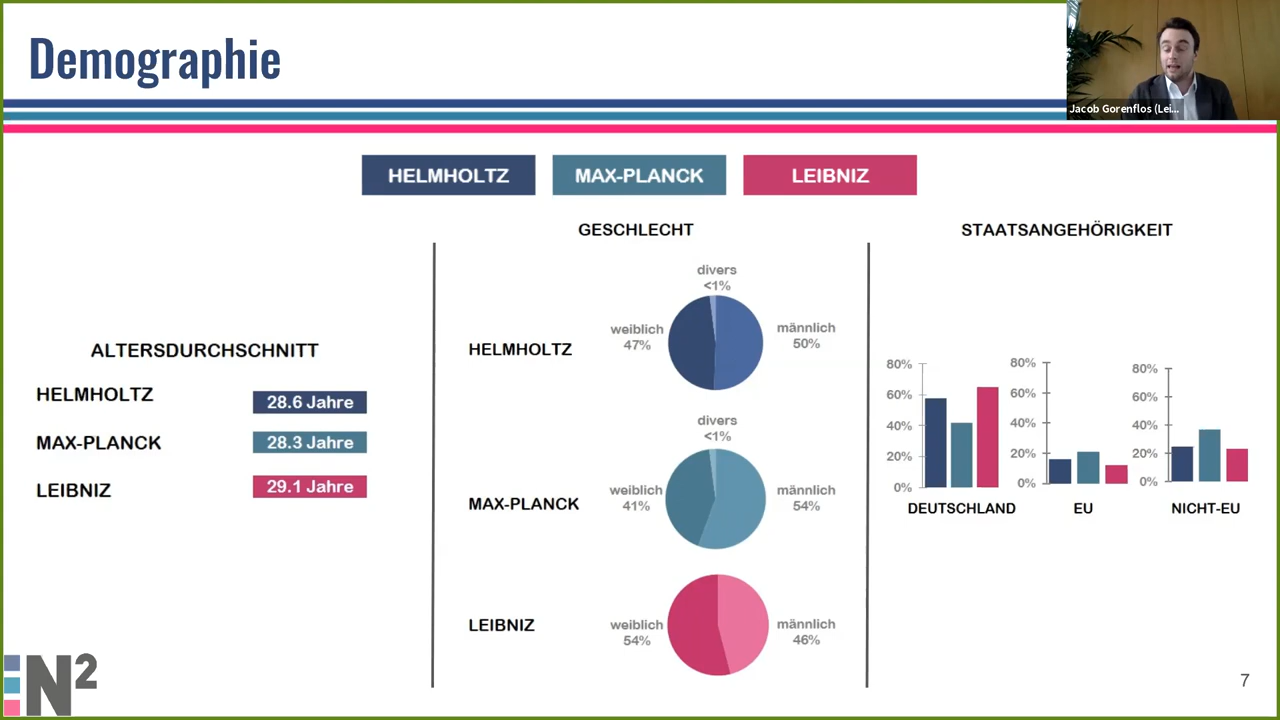 Demographie
Jacob Gorenflos (Lei...
HELMHOLTZ
MAX-PLANCK
LEIBNIZ
ALTERSDURCHSCHNITT
HELMHOLTZ
28.6 Jahre
MAX-PLANCK
28.3 Jahre
LEIBNIZ
29.1 Jahre
GESCHLECHT
HELMHOLTZ
divers
<1%
weiblich
47%
männlich
50%
MAX-PLANCK
divers
<1%
weiblich
41%
männlich
54%
LEIBNIZ
weiblich
54%
männlich
46%
STAATSANGEHÖRIGKEIT
80%
60%
40%
20%
0%
DEUTSCHLAND
80%
60%
40%
20%
0%
EU
80%
60%
40%
20%
0%
NICHT-EU
N²
7